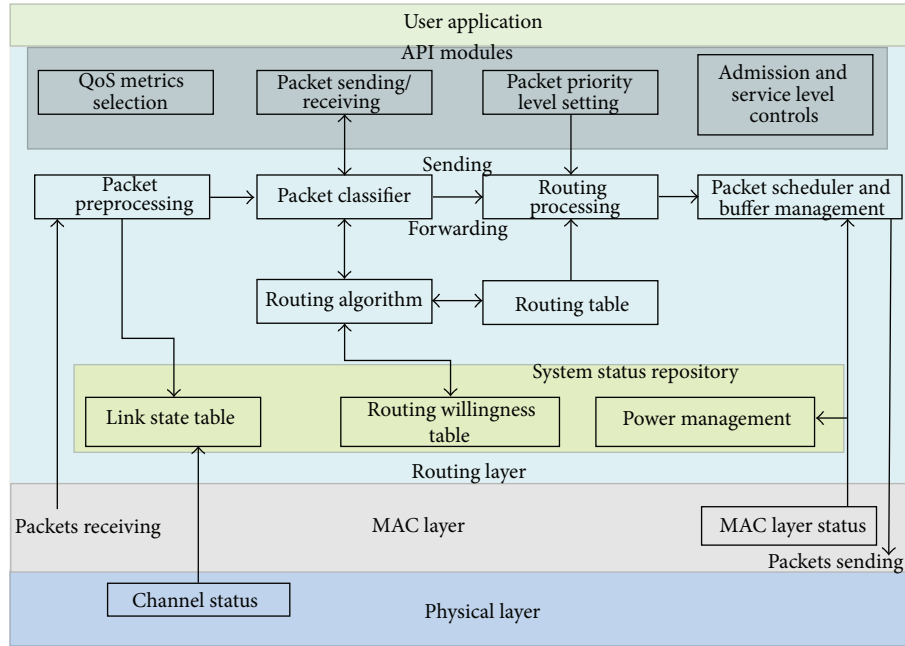 User application
API modules
QoS metrics
selection
Packet sending/
receiving
Packet priority
level setting
Admission and
service level
controls
Sending
Packet
preprocessing
Packet classifier
Routing
processing
Packet scheduler and
buffer management
Forwarding
Routing algorithm
Routing table
System status repository
Link state table
Routing willingness
table
Power management
Routing layer
Packets receiving
MAC layer
MAC layer status
Packets sending
Channel status
Physical layer